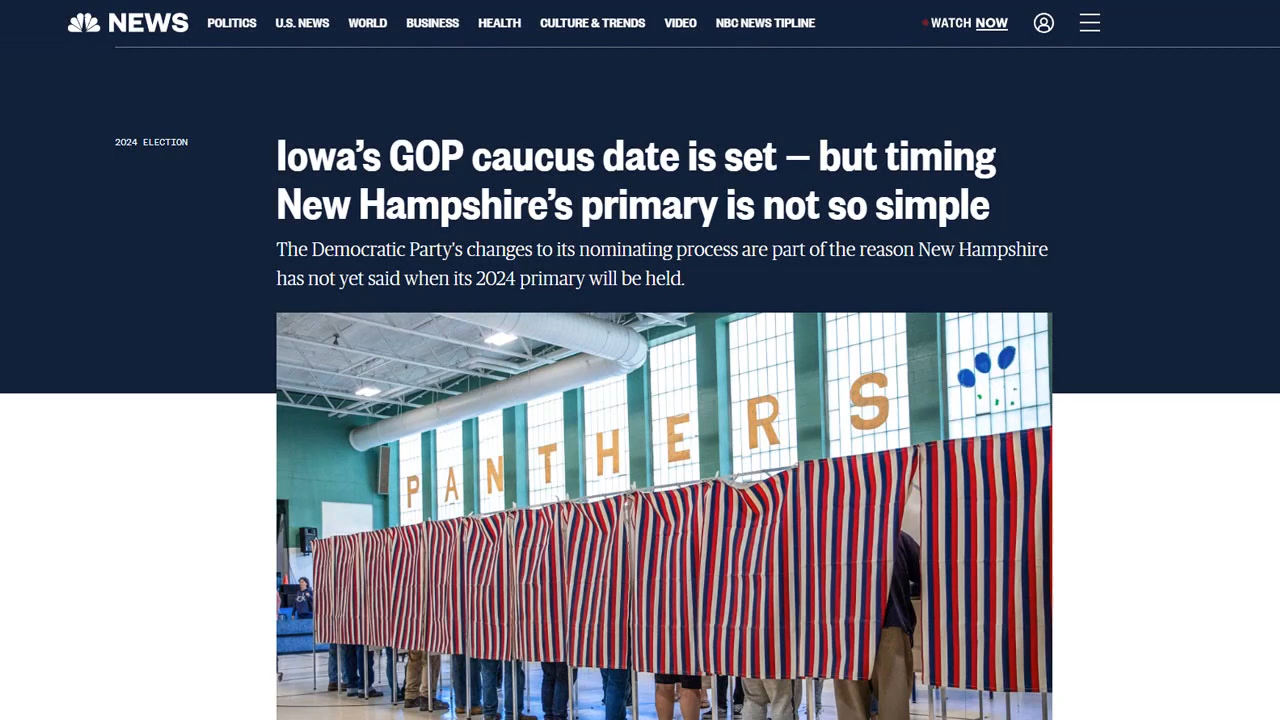 NEWS POLITICS U.S. NEWS WORLD BUSINESS HEALTH CULTURE & TRENDS VIDEO NBC NEWS TIPLINE WATCH NOW
2024 ELECTION
Iowa’s GOP caucus date is set — but timing
New Hampshire’s primary is not so simple
The Democratic Party's changes to its nominating process are part of the reason New Hampshire
has not yet said when its 2024 primary will be held.
PANTHERS